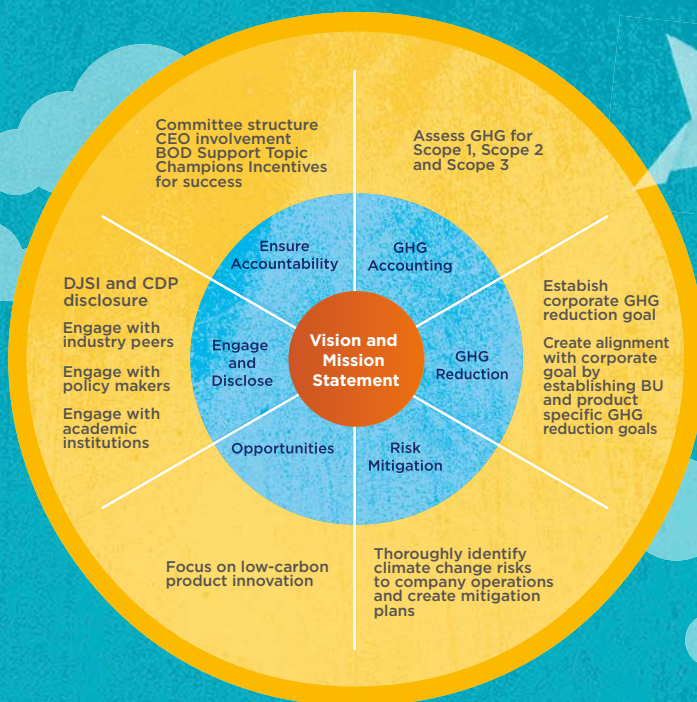 Committee structure
CEO involvement
BOD Support Topic
Champions Incentives
for success
Assess GHG for
Scope 1, Scope 2
and Scope 3
Ensure
Accountability
GHG
Accounting
DJSI and CDP
disclosure
Engage with
industry peers
Engage with
policy makers
Engage with
academic
institutions
Engage
and
Disclose
Vision and
Mission
Statement
GHG
Reduction
Estabish
corporate GHG
reduction goal
Create alignment
with corporate
goal by
establishing BU
and product
specific GHG
reduction goals
Opportunities
Risk
Mitigation
Focus on low-carbon
product innovation
Thoroughly identify
climate change risks
to company operations
and create mitigation
plans